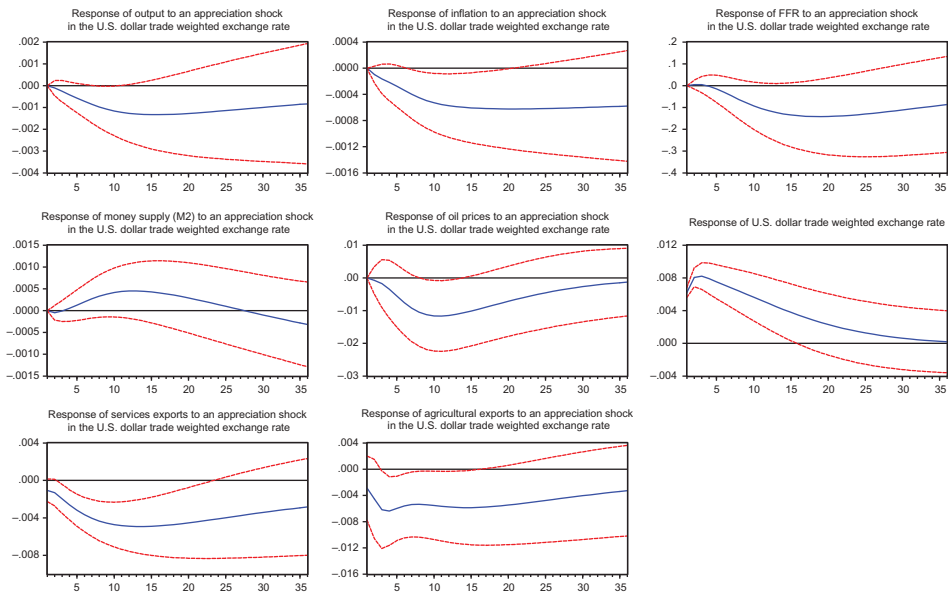 Response of output to an appreciation shock
in the U.S. dollar trade weighted exchange rate
.002
.001
.000
–.001
–.002
–.003
–.004
5 10 15 20 25 30 35
Response of inflation to an appreciation shock
in the U.S. dollar trade weighted exchange rate
.0004
.0000
–.0004
–.0008
–.0012
–.0016
5 10 15 20 25 30 35
Response of FFR to an appreciation shock
in the U.S. dollar trade weighted exchange rate
.2
.1
.0
–.1
–.2
–.3
–.4
5 10 15 20 25 30 35
Response of money supply (M2) to an appreciation shock
in the U.S. dollar trade weighted exchange rate
.0015
.0010
.0005
.0000
–.0005
–.0010
–.0015
5 10 15 20 25 30 35
Response of oil prices to an appreciation shock
in the U.S. dollar trade weighted exchange rate
.01
.00
–.01
–.02
–.03
5 10 15 20 25 30 35
Response of U.S. dollar trade weighted exchange rate
.012
.008
.004
.000
–.004
5 10 15 20 25 30 35
Response of services exports to an appreciation shock
in the U.S. dollar trade weighted exchange rate
.004
.000
–.004
–.008
5 10 15 20 25 30 35
Response of agricultural exports to an appreciation shock
in the U.S. dollar trade weighted exchange rate
.004
.000
–.004
–.008
–.012
–.016
5 10 15 20 25 30 35